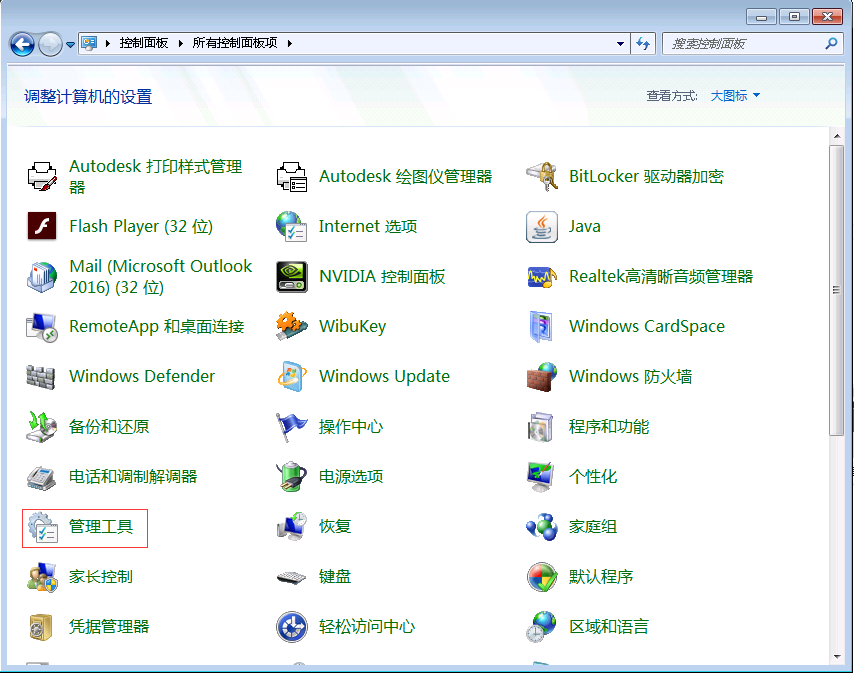 控制面板 所有控制面板项
搜索控制面板
调整计算机的设置
查看方式: 大图标
Autodesk 打印样式管理
器
Autodesk 绘图仪管理器
BitLocker 驱动器加密
Flash Player (32 位)
Internet 选项
Java
Mail (Microsoft Outlook
2016) (32 位)
NVIDIA 控制面板
Realtek高清晰音频管理器
RemoteApp 和桌面连接
WibuKey
Windows CardSpace
Windows Defender
Windows Update
Windows 防火墙
备份和还原
操作中心
程序和功能
电话和调制解调器
电源选项
个性化
管理工具
恢复
家庭组
家长控制
键盘
默认程序
凭据管理器
轻松访问中心
区域和语言